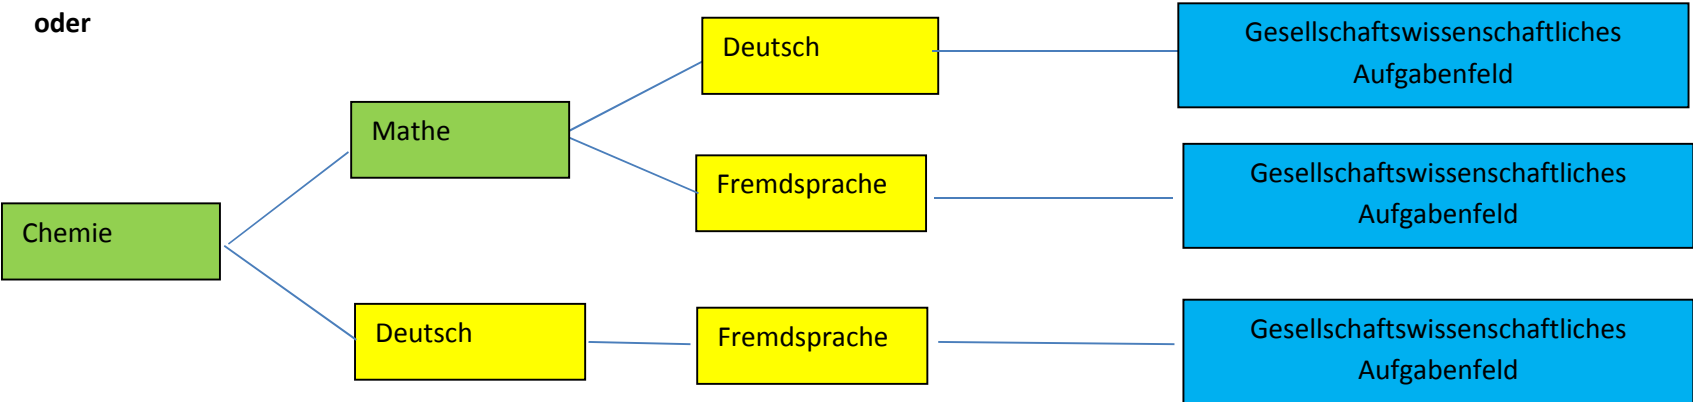 oder
Deutsch
Gesellschaftswissenschaftliches
Aufgabenfeld
Mathe
Fremdsprache
Gesellschaftswissenschaftliches
Aufgabenfeld
Chemie
Deutsch
Fremdsprache
Gesellschaftswissenschaftliches
Aufgabenfeld